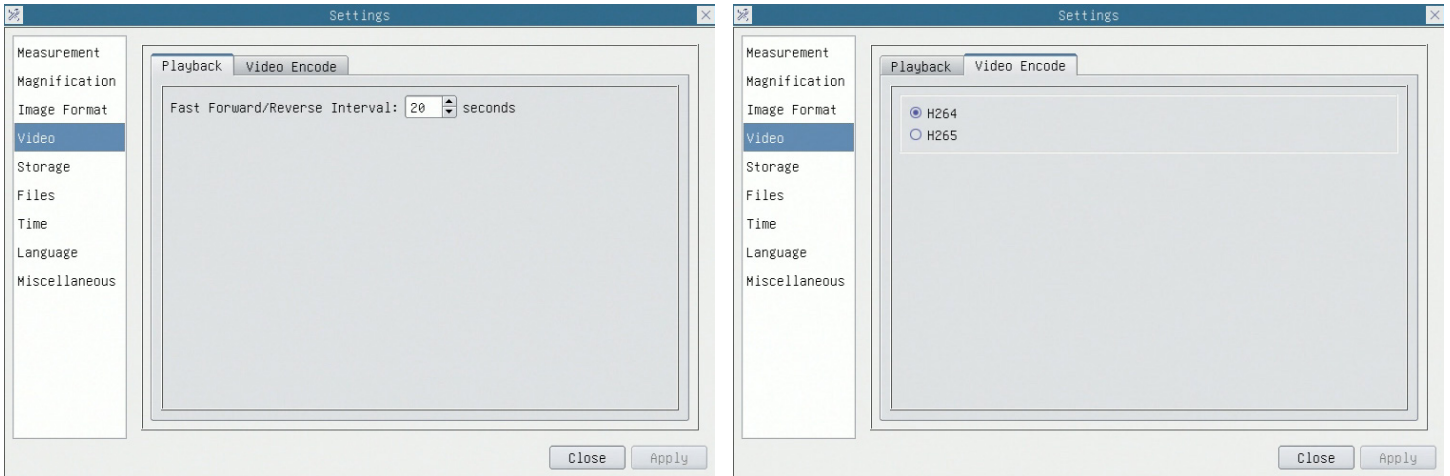 Settings
Measurement
Magnification
Image Format
Video
Storage
Files
Time
Language
Miscellaneous
Playback Video Encode
Fast Forward/Reverse Interval: 20 seconds
Close Apply
Settings
Measurement
Magnification
Image Format
Video
Storage
Files
Time
Language
Miscellaneous
Playback Video Encode
H264
H265
Close Apply